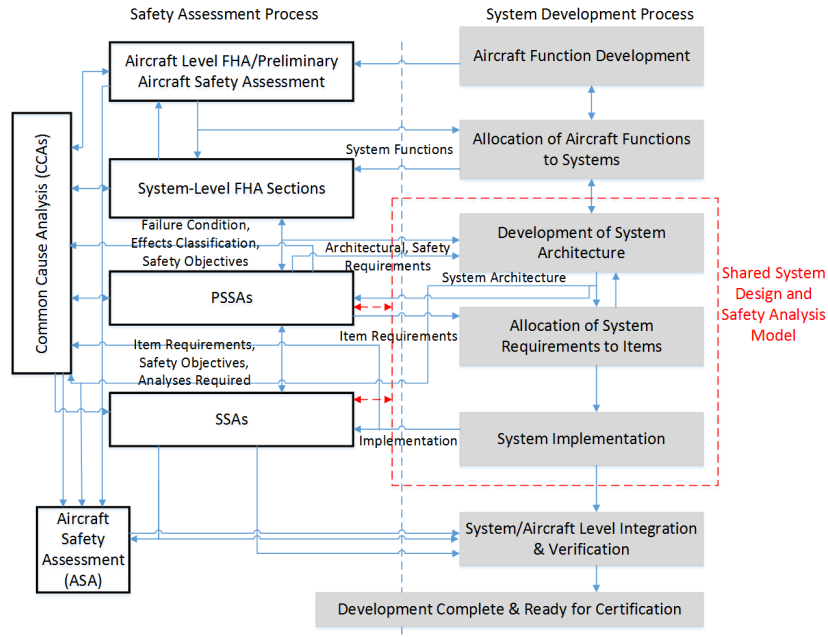 Safety Assessment Process
System Development Process
Aircraft Level FHA/Preliminary
Aircraft Safety Assessment
Aircraft Function Development
Common Cause Analysis (CCAs)
Allocation of Aircraft Functions
to Systems
System Functions
System-Level FHA Sections
Failure Condition,
Effects Classification,
Safety Objectives
Architectural, Safety
Requirements
Development of System
Architecture
Shared System
Design and
Safety Analysis
Model
System Architecture
PSSAs
Item Requirements
Allocation of System
Requirements to Items
Item Requirements,
Safety Objectives,
Analyses Required
SSAs
Implementation
System Implementation
Aircraft
Safety
Assessment
(ASA)
System/Aircraft Level Integration
& Verification
Development Complete & Ready for Certification